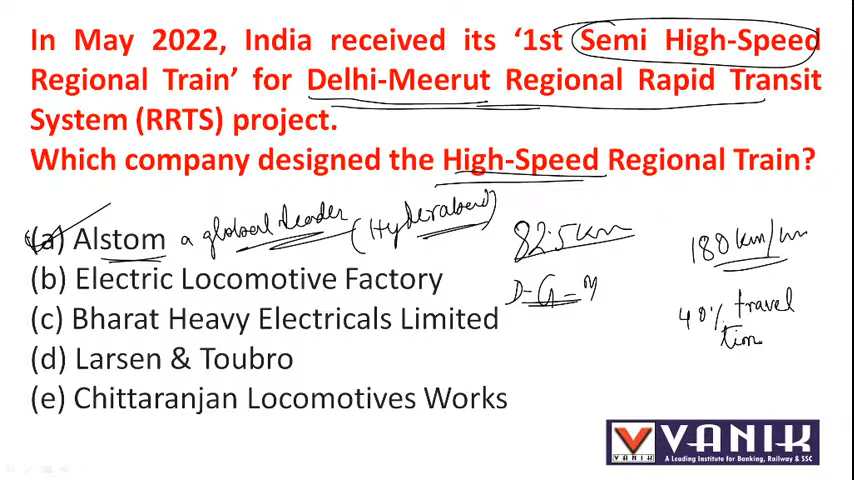 In May 2022, India received its ‘1st Semi High-Speed
Regional Train’ for Delhi-Meerut Regional Rapid Transit
System (RRTS) project.
Which company designed the High-Speed Regional Train?
(a) Alstom a global leader (Hyderabad)
(b) Electric Locomotive Factory
(c) Bharat Heavy Electricals Limited
(d) Larsen & Toubro
(e) Chittaranjan Locomotives Works
82.5km
D-G-M
180 km/hr
40% travel
time
VANIK
VANIK
A Leading Institute for Banking, Railway & SSC